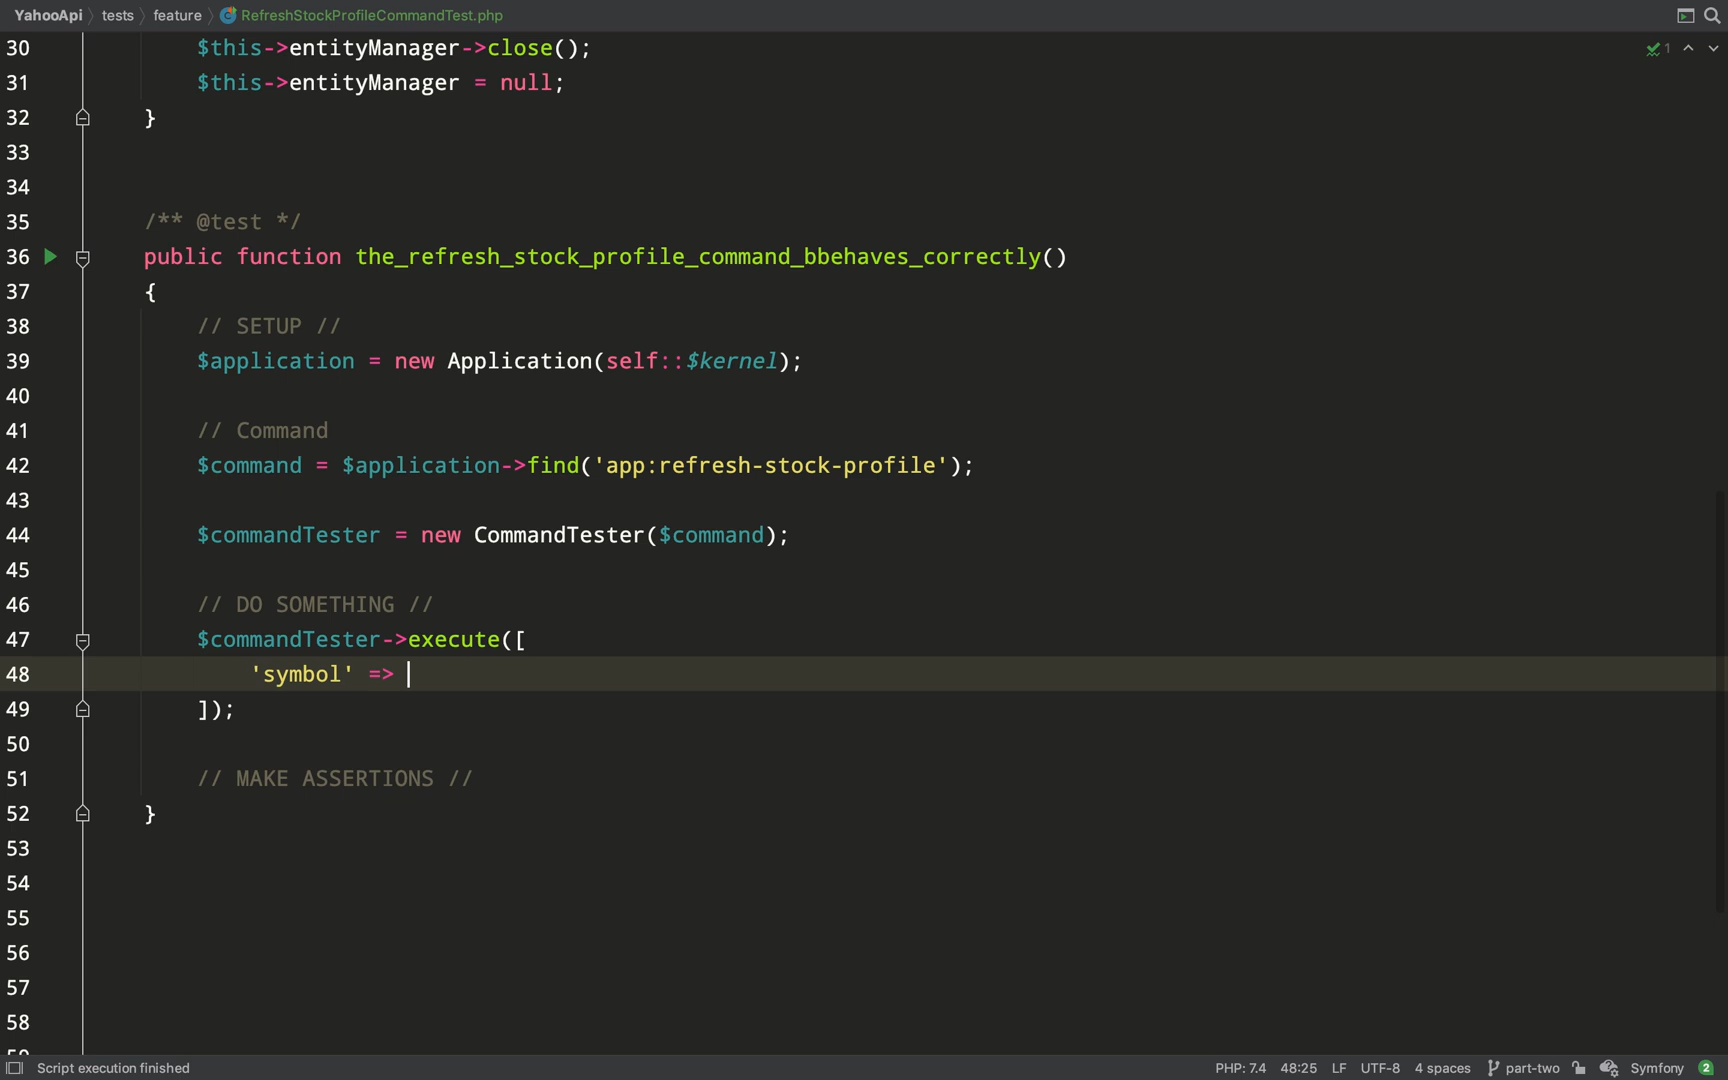 YahooApi tests feature RefreshStockProfileCommandTest.php
30 $this->entityManager->close();
1
31 $this->entityManager = null;
32 }
33
34
35 /** @test */
36 public function the_refresh_stock_profile_command_bbehaves_correctly()
37 {
38 // SETUP //
39 $application = new Application(self::$kernel);
40
41 // Command
42 $command = $application->find('app:refresh-stock-profile');
43
44 $commandTester = new CommandTester($command);
45
46 // DO SOMETHING //
47 $commandTester->execute([
48 'symbol' =>
49 ]);
50
51 // MAKE ASSERTIONS //
52 }
53
54
55
56
57
58
59
Script execution finished PHP: 7.4 48:25 LF UTF-8 4 spaces part-two Symfony 2